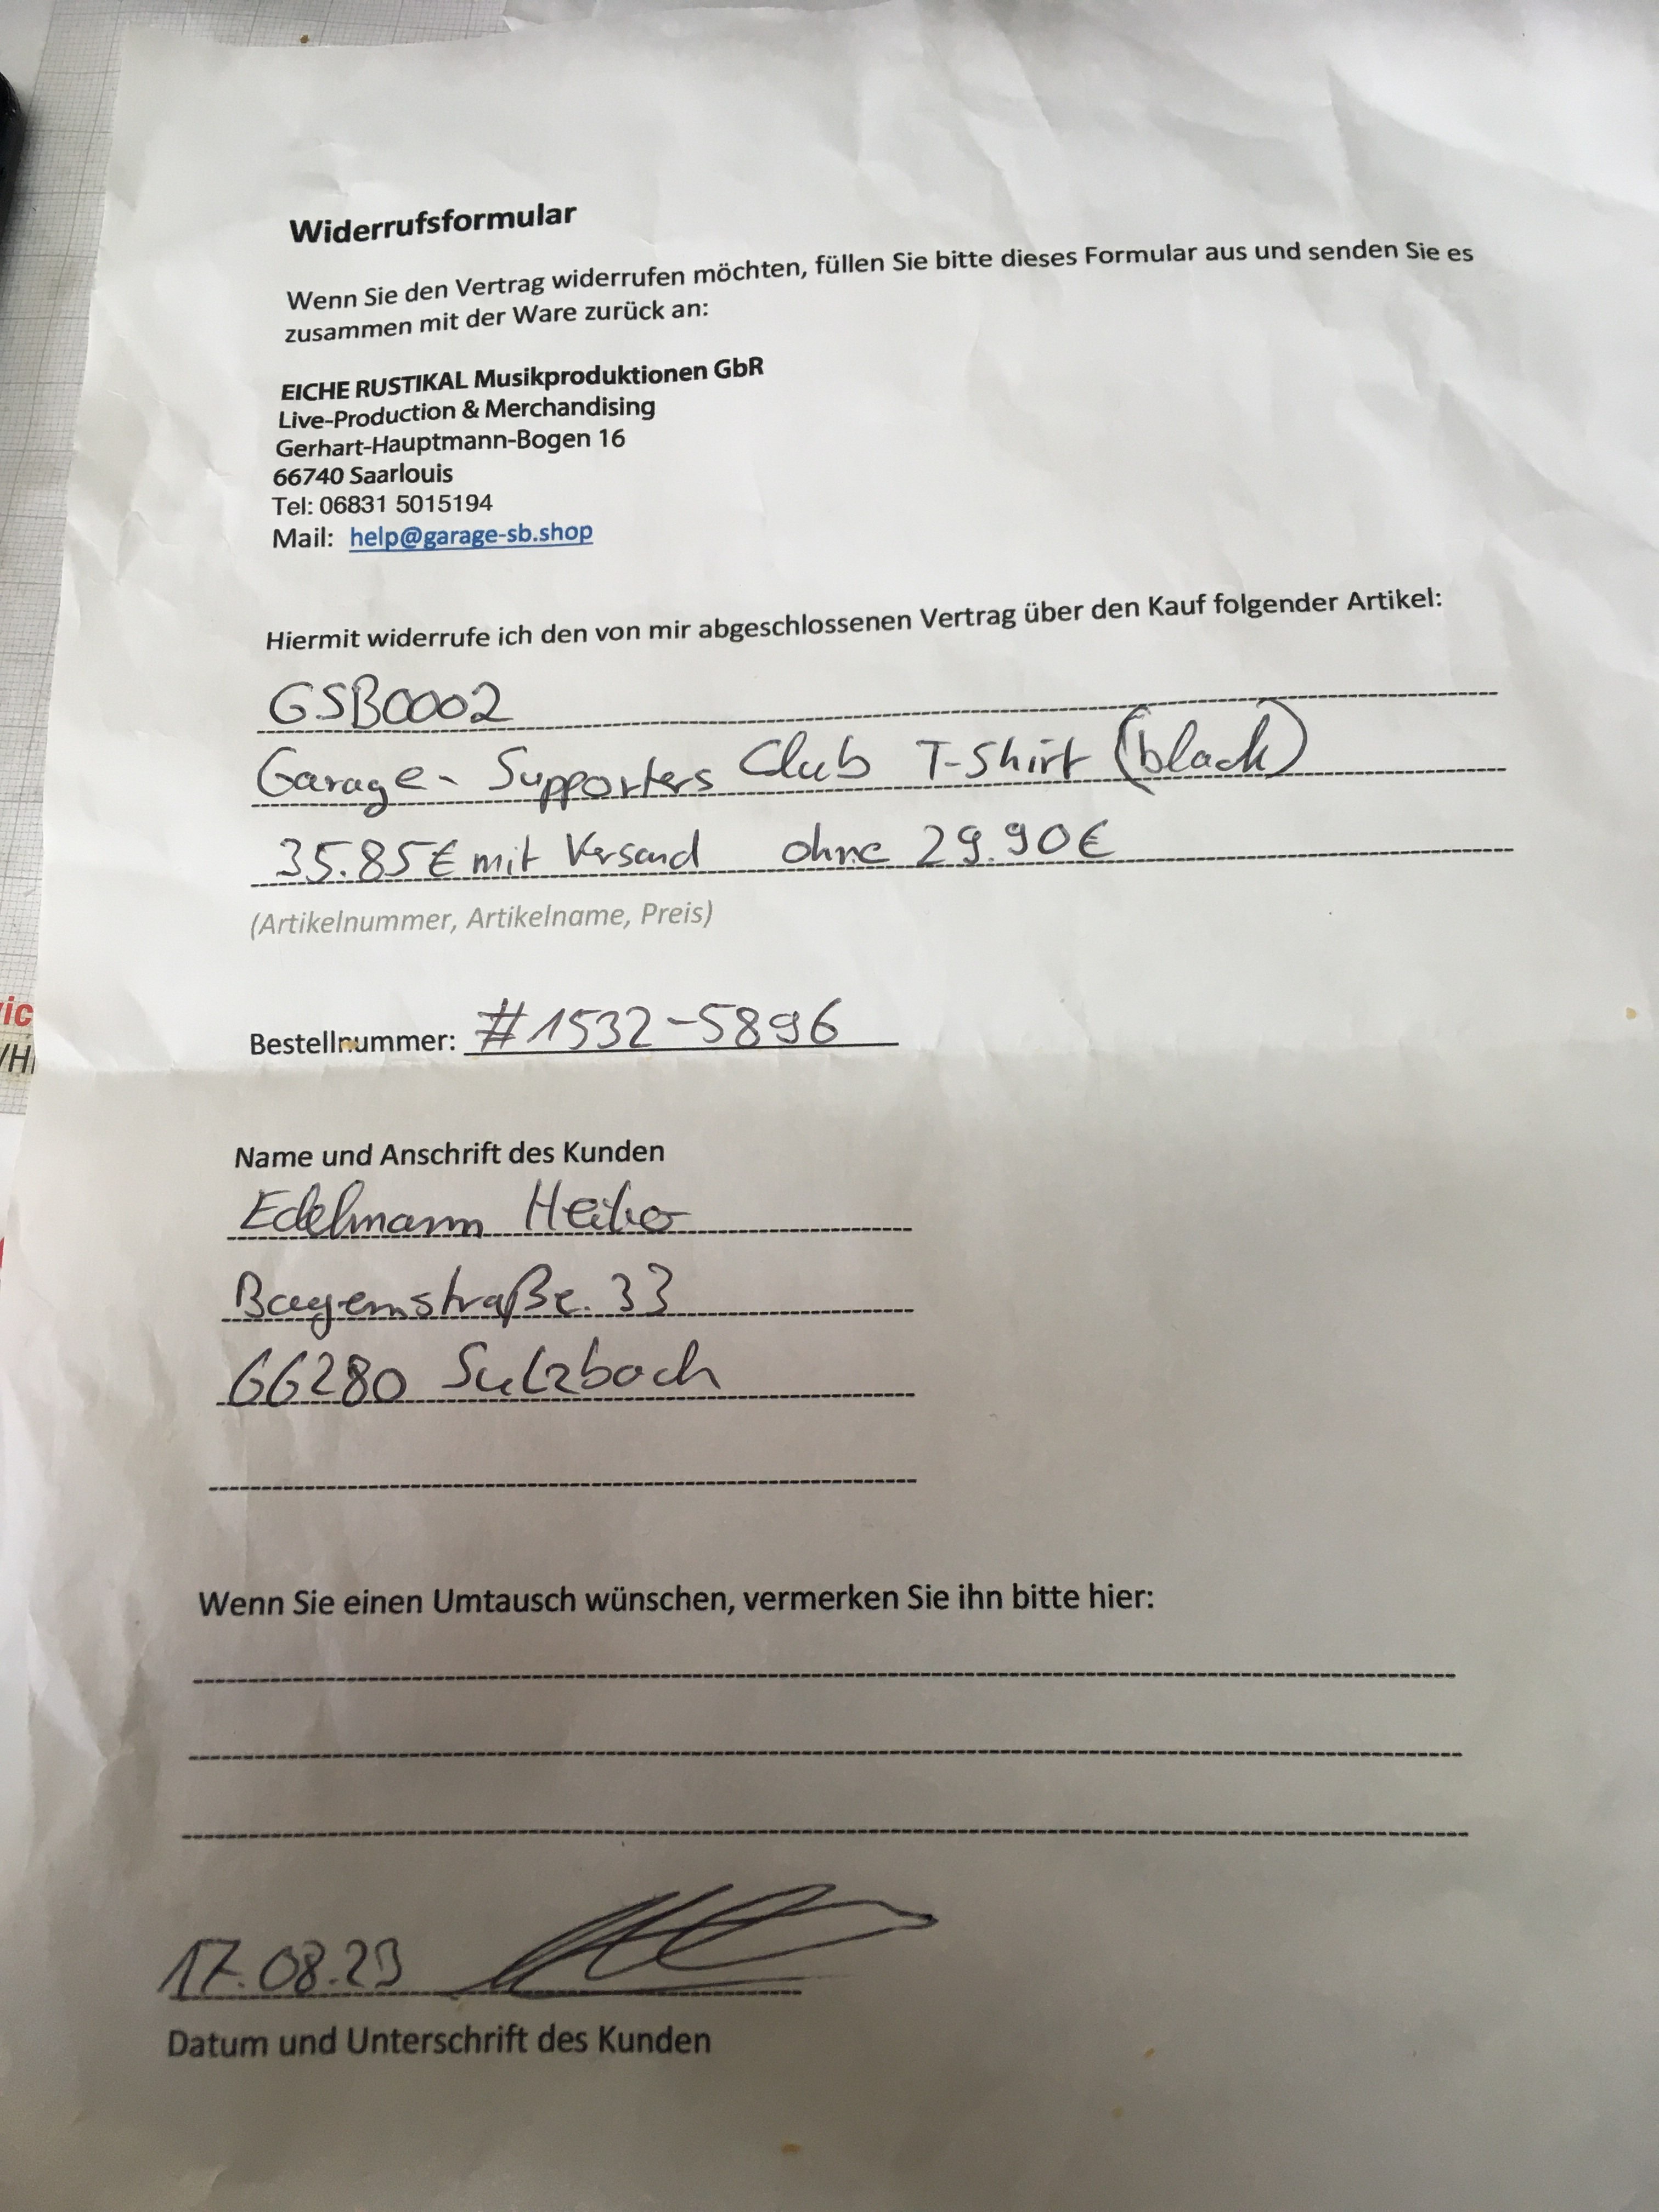 Widerrufsformular
Wenn Sie den Vertrag widerrufen möchten, füllen Sie bitte dieses Formular aus und senden Sie es
zusammen mit der Ware zurück an:
EICHE RUSTIKAL Musikproduktionen GbR
Live-Production & Merchandising
Gerhart-Hauptmann-Bogen 16
66740 Saarlouis
Tel: 06831 5015194
Mail: help@garage-sb.shop
Hiermit widerrufe ich den von mir abgeschlossenen Vertrag über den Kauf folgender Artikel:
GSB0002
Garage- Supporters Club T-Shirt (black)
35.85€ mit Versand ohne 29.90€
(Artikelnummer, Artikelname, Preis)
Bestellnummer: #1532-5896
Name und Anschrift des Kunden
Edelmann Heiko
Bayernstraße 33
66280 Sulzbach
Wenn Sie einen Umtausch wünschen, vermerken Sie ihn bitte hier:
17.08.23
Datum und Unterschrift des Kunden